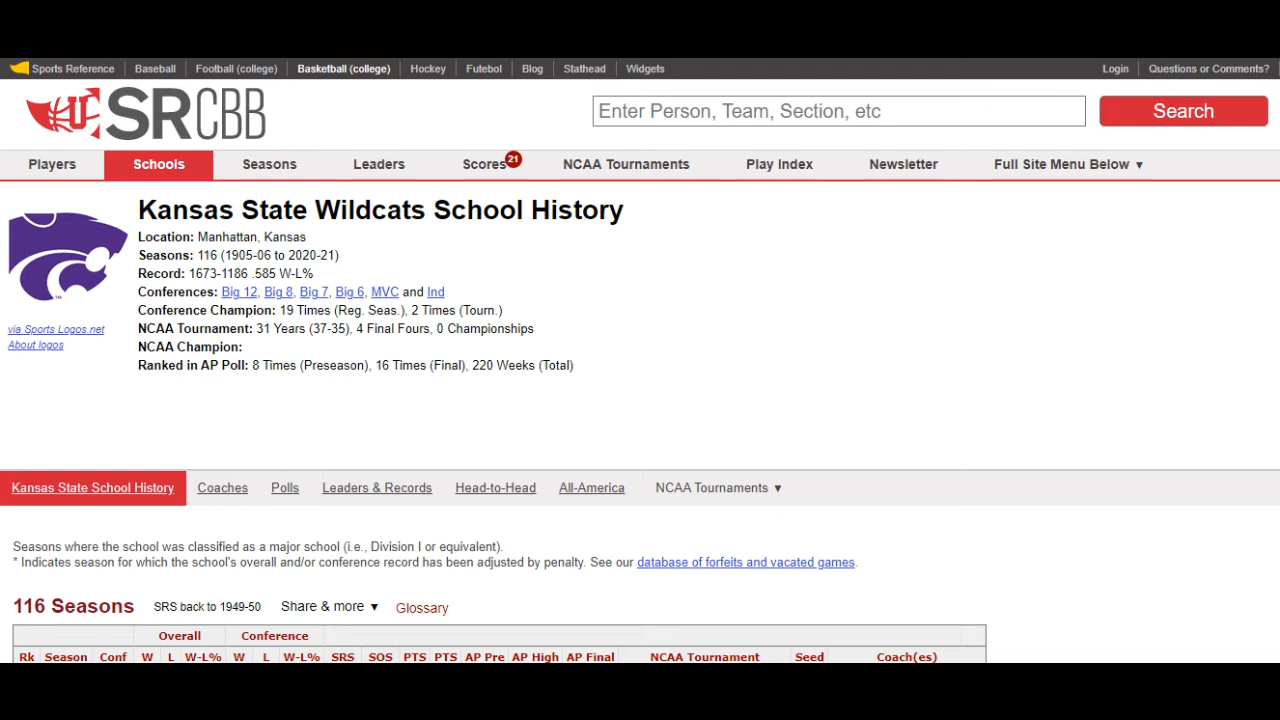 Sports Reference Baseball Football (college) Basketball (college) Hockey Futebol Blog Stathead Widgets Login Questions or Comments?
SRCBB Enter Person, Team, Section, etc Search
Players Schools Seasons Leaders Scores 21 NCAA Tournaments Play Index Newsletter Full Site Menu Below ▼
Kansas State Wildcats School History
Location: Manhattan, Kansas
Seasons: 116 (1905-06 to 2020-21)
Record: 1673-1186 .585 W-L%
Conferences: Big 12, Big 8, Big 7, Big 6, MVC and Ind
Conference Champion: 19 Times (Reg. Seas.), 2 Times (Tourn.)
NCAA Tournament: 31 Years (37-35), 4 Final Fours, 0 Championships
NCAA Champion:
Ranked in AP Poll: 8 Times (Preseason), 16 Times (Final), 220 Weeks (Total)
via Sports Logos.net
About logos
Kansas State School History Coaches Polls Leaders & Records Head-to-Head All-America NCAA Tournaments ▼
Seasons where the school was classified as a major school (i.e., Division I or equivalent).
* Indicates season for which the school's overall and/or conference record has been adjusted by penalty. See our database of forfeits and vacated games.
116 Seasons SRS back to 1949-50 Share & more ▼ Glossary
Overall Conference
Rk Season Conf W L W-L% W L W-L% SRS SOS PTS PTS AP Pre AP High AP Final NCAA Tournament Seed Coach(es)